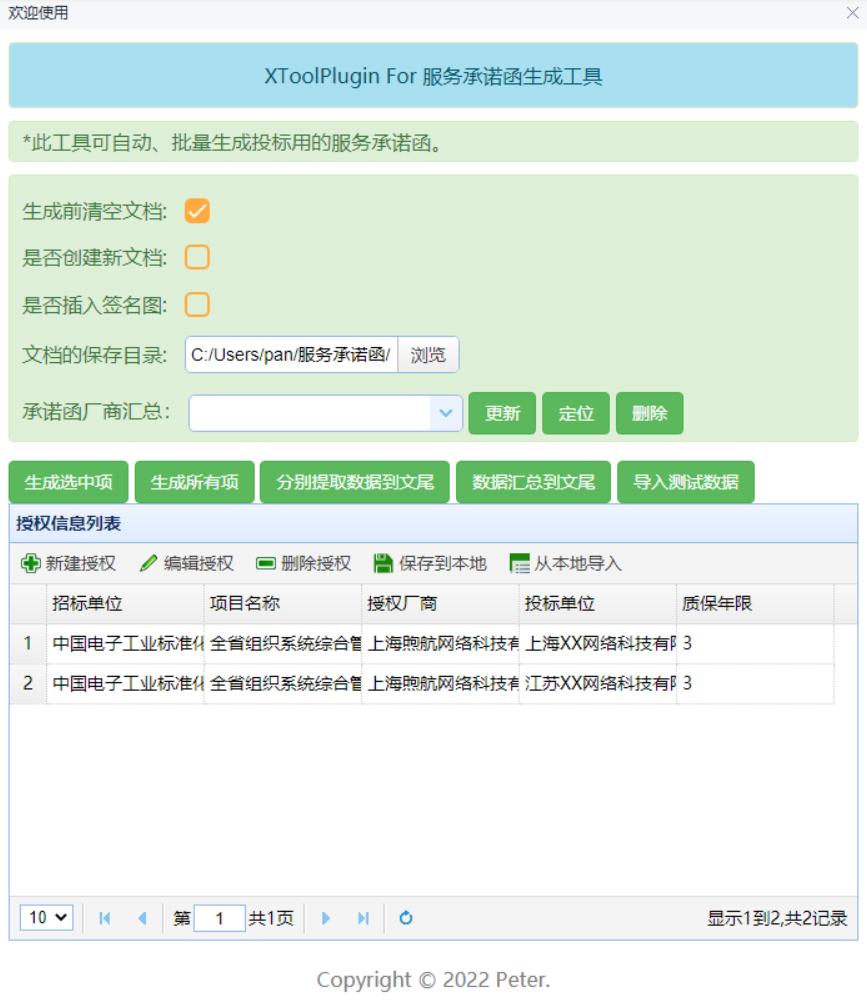 欢迎使用
XToolPlugin For 服务承诺函生成工具
*此工具可自动、批量生成投标用的服务承诺函。
生成前清空文档:
是否创建新文档:
是否插入签名图:
文档的保存目录: C:/Users/pan/服务承诺函/ 浏览
承诺函厂商汇总: 更新 定位 删除
生成选中项 生成所有项 分别提取数据到文尾 数据汇总到文尾 导入测试数据
授权信息列表
新建授权 编辑授权 删除授权 保存到本地 从本地导入
招标单位 项目名称 授权厂商 投标单位 质保年限
1 中国电子工业标准化 全省组织系统综合管 上海煦航网络科技有 上海XX网络科技有限 3
2 中国电子工业标准化 全省组织系统综合管 上海煦航网络科技有 江苏XX网络科技有限 3
10 第 1 共1页 显示1到2,共2记录
Copyright © 2022 Peter.